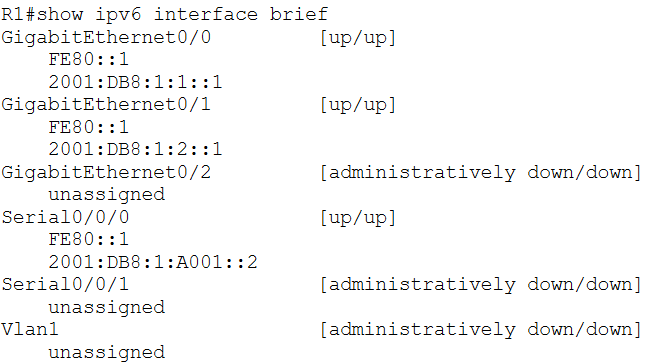 R1#show ipv6 interface brief
GigabitEthernet0/0 [up/up]
FE80::1
2001:DB8:1:1::1
GigabitEthernet0/1 [up/up]
FE80::1
2001:DB8:1:2::1
GigabitEthernet0/2 [administratively down/down]
unassigned
Serial0/0/0 [up/up]
FE80::1
2001:DB8:1:A001::2
Serial0/0/1 [administratively down/down]
unassigned
Vlan1 [administratively down/down]
unassigned